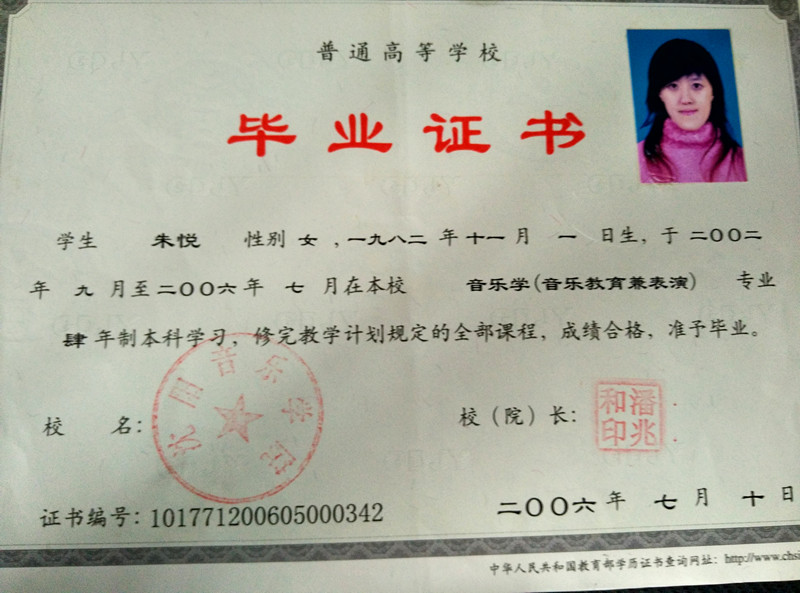 普通高等学校
毕业证书
学生 朱悦 性别 女 ,一九八二 年 十一 月 一 日生, 于 二〇〇二
年 九 月至 二〇〇六 年 七 月在本校 音乐学(音乐教育兼表演) 专业
肆 年制本科学习, 修完教学计划规定的全部课程, 成绩合格, 准予毕业。
沈阳音乐学院
校 名: 校(院)长: 潘兆和印
证书编号: 101771200605000342 二〇〇六 年 七 月 十 日
中华人民共和国教育部学历证书查询网址: http://www.chsi